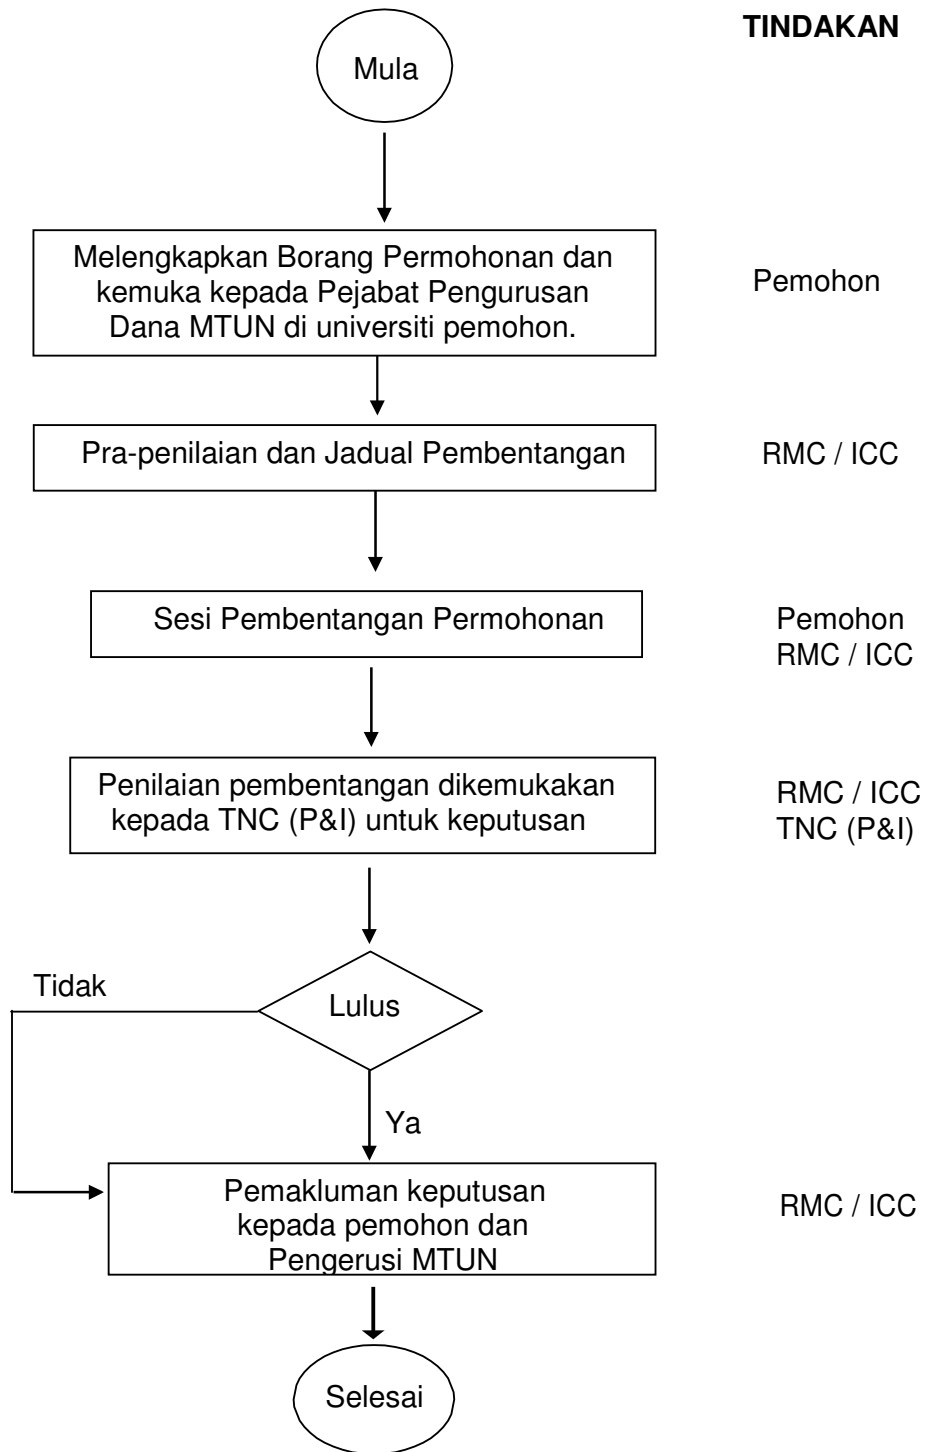 TINDAKAN
Mula
Melengkapkan Borang Permohonan dan
kemuka kepada Pejabat Pengurusan
Dana MTUN di universiti pemohon.
Pemohon
Pra-penilaian dan Jadual Pembentangan
RMC / ICC
Sesi Pembentangan Permohonan
Pemohon
RMC / ICC
Penilaian pembentangan dikemukakan
kepada TNC (P&I) untuk keputusan
RMC / ICC
TNC (P&I)
Tidak
Lulus
Ya
Pemakluman keputusan
kepada pemohon dan
Pengerusi MTUN
RMC / ICC
Selesai